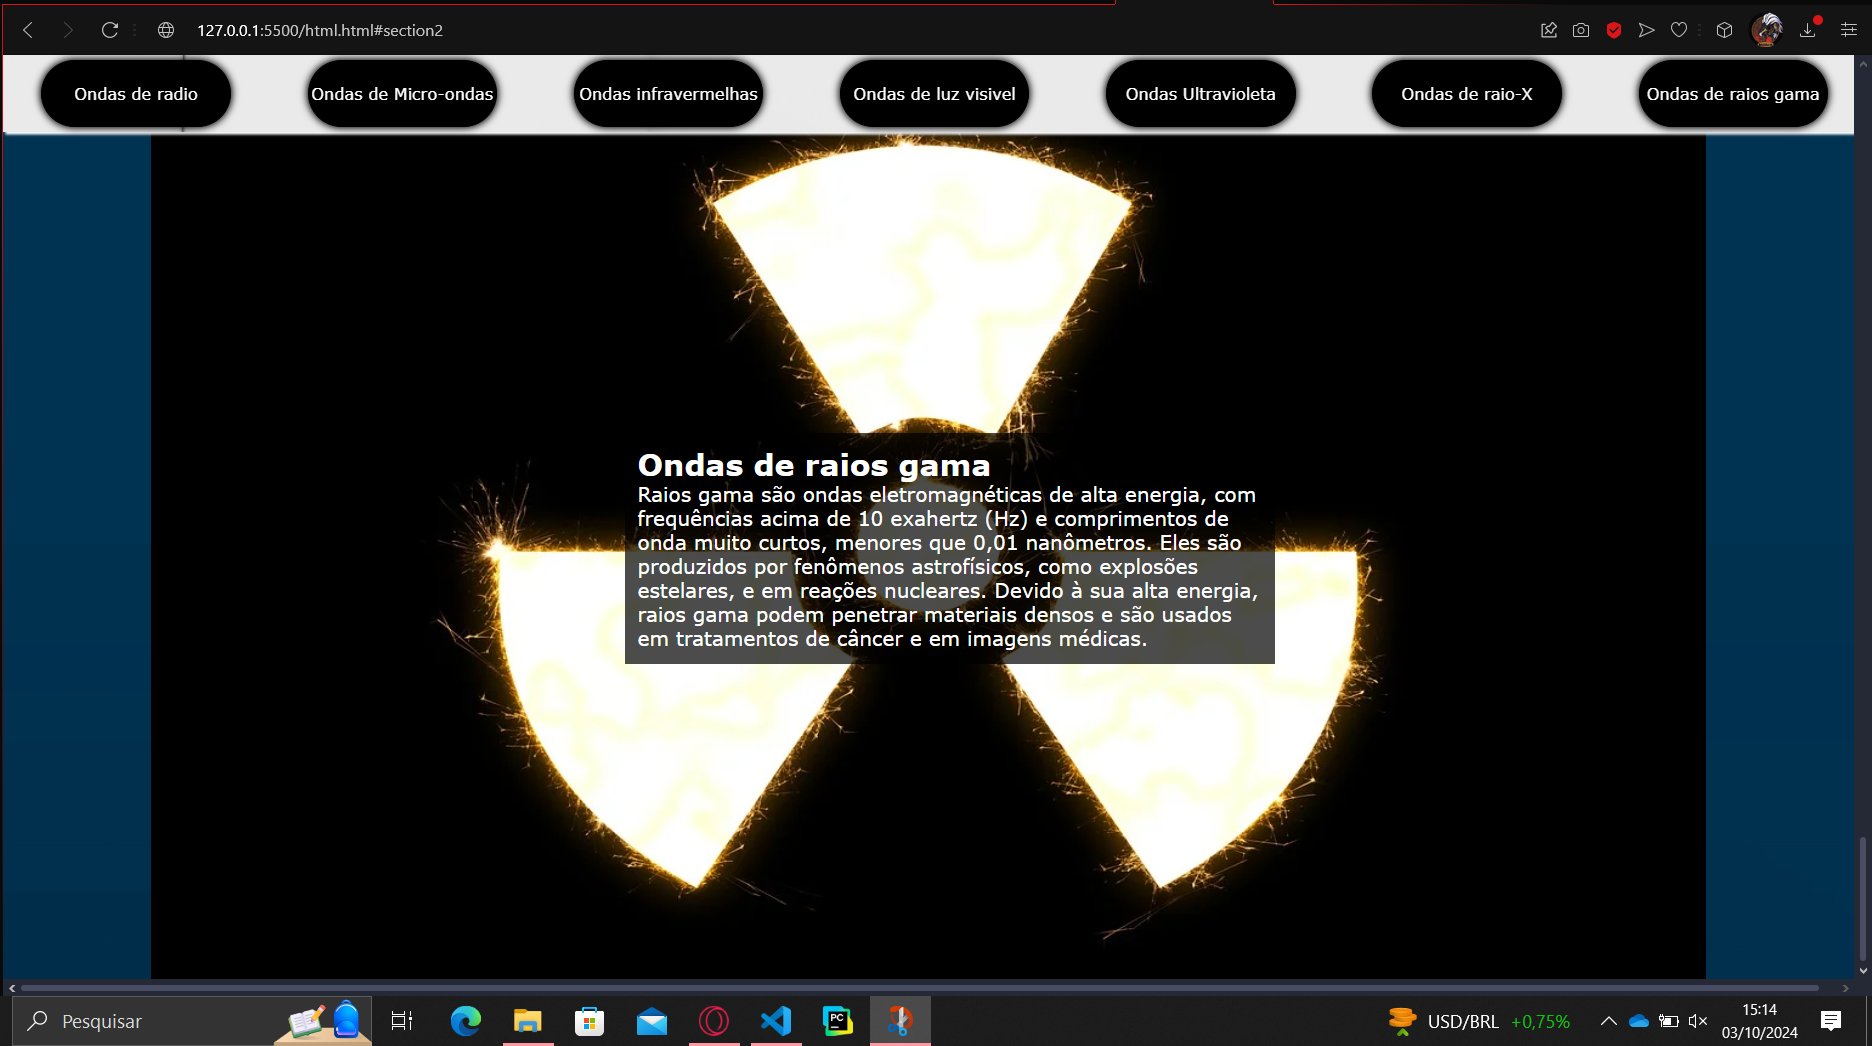 127.0.0.1:5500/html.html#section2
Ondas de radio
Ondas de Micro-ondas
Ondas infravermelhas
Ondas de luz visivel
Ondas Ultravioleta
Ondas de raio-X
Ondas de raios gama
Ondas de raios gama
Raios gama são ondas eletromagnéticas de alta energia, com
frequências acima de 10 exahertz (Hz) e comprimentos de
onda muito curtos, menores que 0,01 nanômetros. Eles são
produzidos por fenômenos astrofísicos, como explosões
estelares, e em reações nucleares. Devido à sua alta energia,
raios gama podem penetrar materiais densos e são usados
em tratamentos de câncer e em imagens médicas.
Pesquisar
PC
USD/BRL +0,75%
15:14
03/10/2024